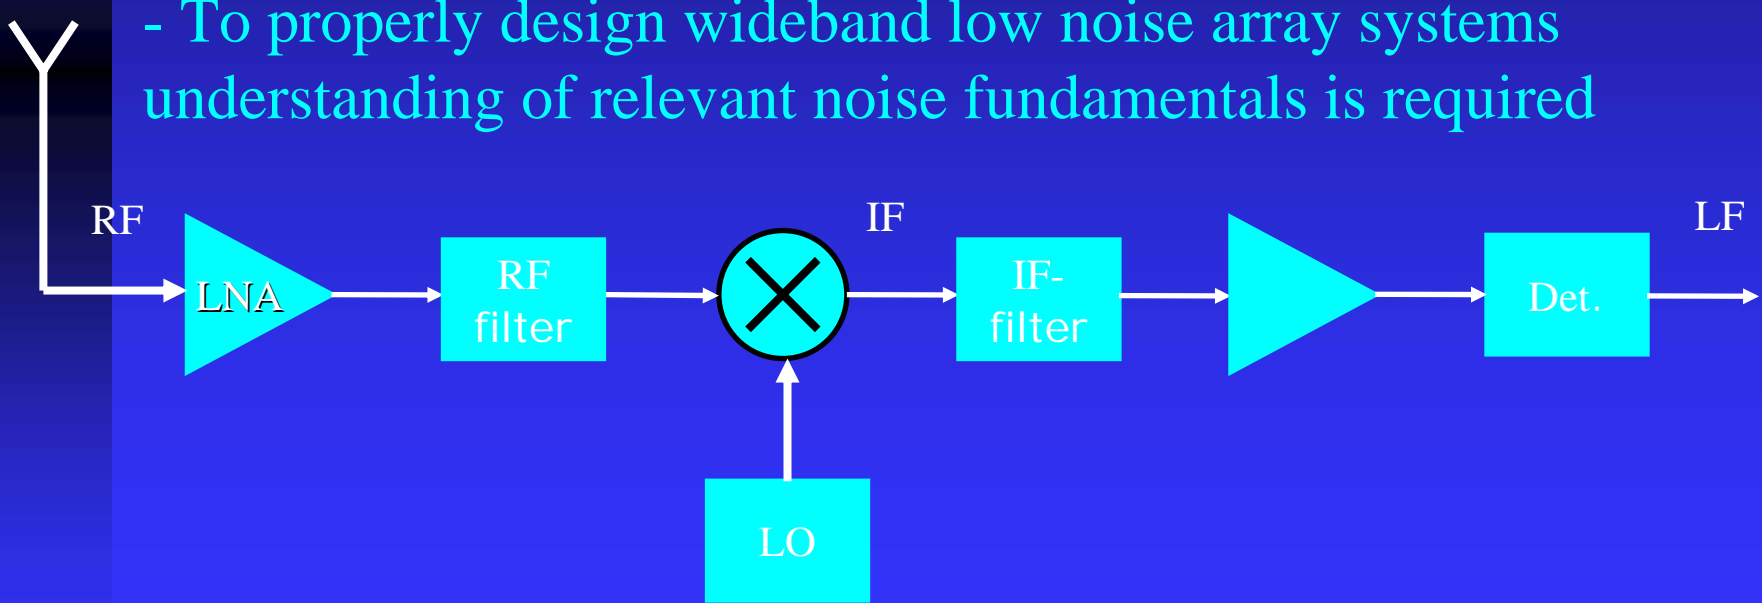 - To properly design wideband low noise array systems
understanding of relevant noise fundamentals is required
RF
IF
LF
LNA
RF
filter
IF-
filter
Det.
LO